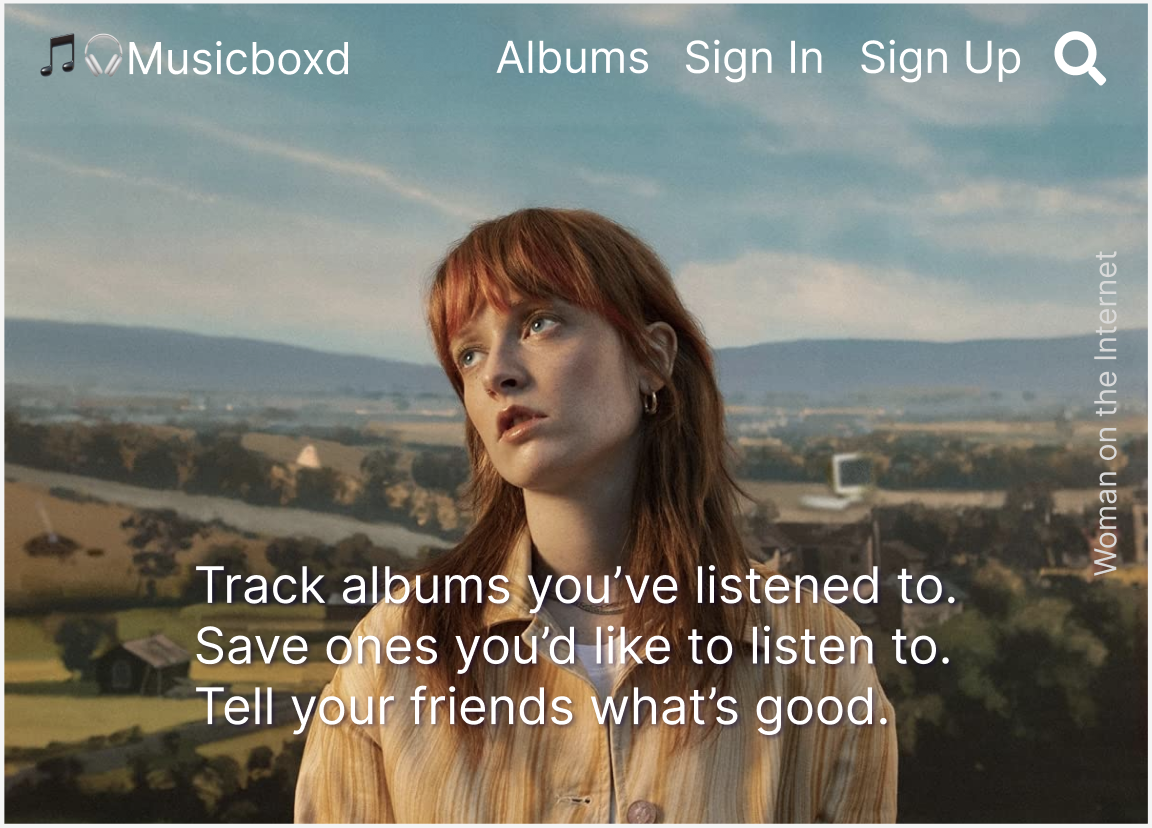 🎵🎧Musicboxd
Albums Sign In Sign Up
Track albums you’ve listened to.
Save ones you’d like to listen to.
Tell your friends what’s good.
Woman on the Internet